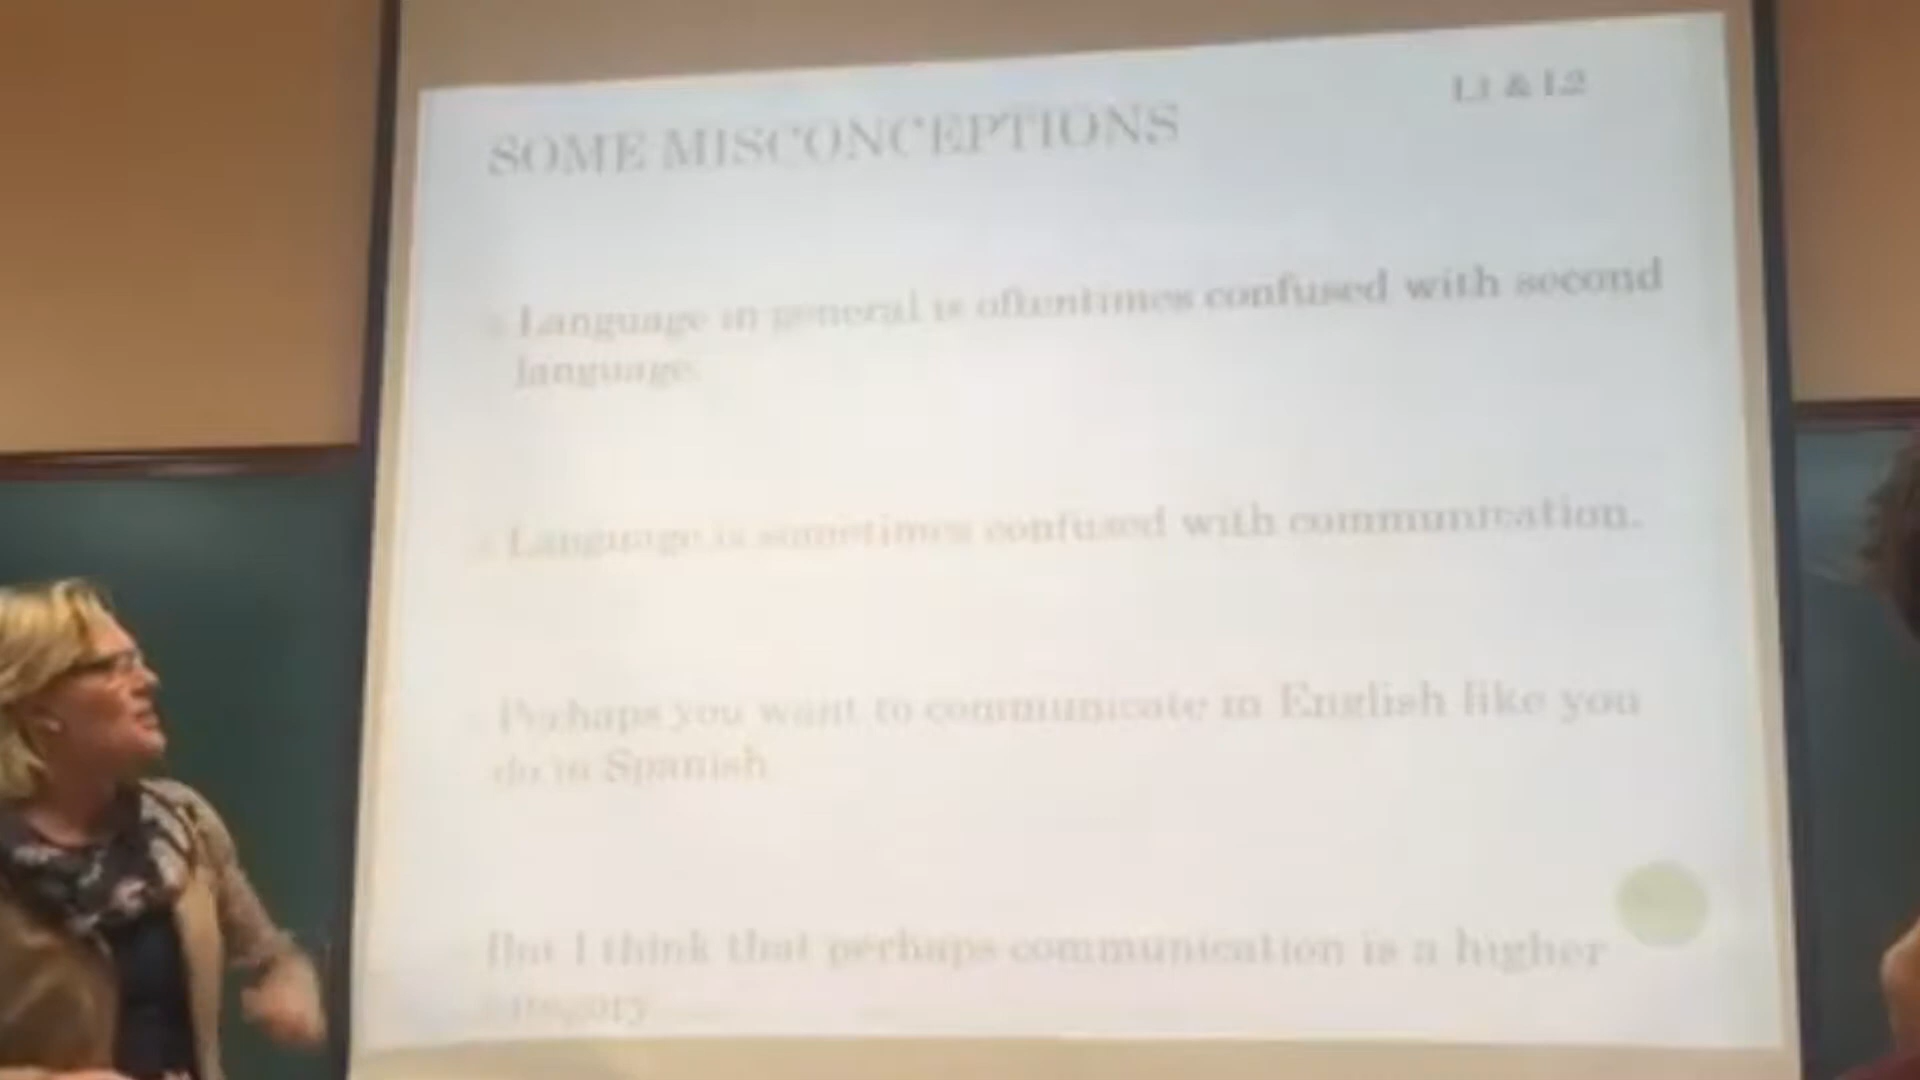 L1 & L2
SOME MISCONCEPTIONS
Language in general is oftentimes confused with second
language.
Language is sometimes confused with communication.
Perhaps you want to communicate in English like you
do in Spanish
But I think that perhaps communication is a higher
category